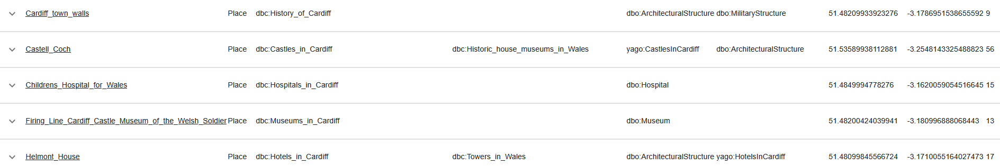 Cardiff_town_walls Place dbc:History_of_Cardiff dbo:ArchitecturalStructure dbo:MilitaryStructure 51.48209933923276 -3.1786951538655592 9
Castell_Coch Place dbc:Castles_in_Cardiff dbc:Historic_house_museums_in_Wales yago:CastlesInCardiff dbo:ArchitecturalStructure 51.53589938112881 -3.2548143325488823 56
Childrens_Hospital_for_Wales Place dbc:Hospitals_in_Cardiff dbo:Hospital 51.4849994778276 -3.1620059054516645 15
Firing_Line_Cardiff_Castle_Museum_of_the_Welsh_Soldier Place dbc:Museums_in_Cardiff dbo:Museum 51.48200424039941 -3.180996888068443 13
Helmont_House Place dbc:Hotels_in_Cardiff dbc:Towers_in_Wales dbo:ArchitecturalStructure yago:HotelsInCardiff 51.48099845566724 -3.1710055164027473 17